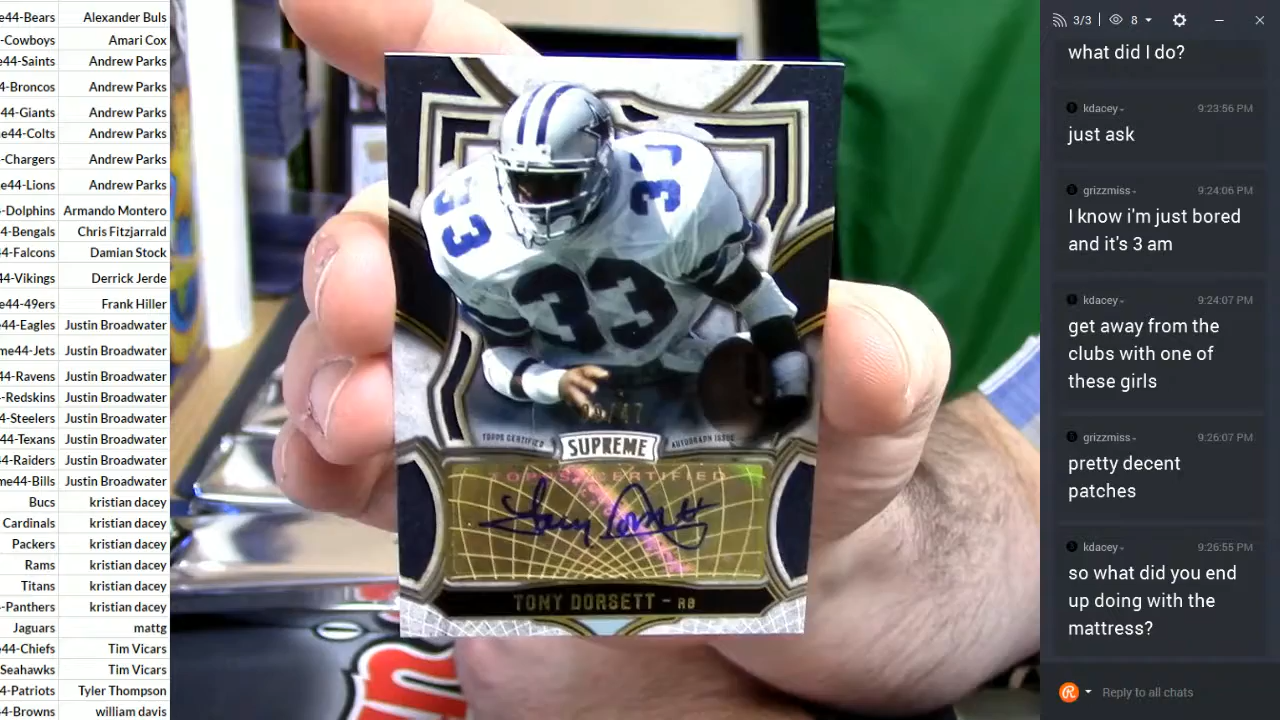 e44-Bears Alexander Buls
-Cowboys Amari Cox
e44-Saints Andrew Parks
-Broncos Andrew Parks
44-Giants Andrew Parks
ne44-Colts Andrew Parks
-Chargers Andrew Parks
e44-Lions Andrew Parks
-Dolphins Armando Montero
-Bengals Chris Fitzjarrald
4-Falcons Damian Stock
44-Vikings Derrick Jerde
e44-49ers Frank Hiller
e44-Eagles Justin Broadwater
me44-Jets Justin Broadwater
44-Ravens Justin Broadwater
-Redskins Justin Broadwater
4-Steelers Justin Broadwater
44-Texans Justin Broadwater
44-Raiders Justin Broadwater
me44-Bills Justin Broadwater
Bucs kristian dacey
Cardinals kristian dacey
Packers kristian dacey
Rams kristian dacey
Titans kristian dacey
-Panthers kristian dacey
Jaguars mattg
44-Chiefs Tim Vicars
Seahawks Tim Vicars
4-Patriots Tyler Thompson
44-Browns william davis
33
33
33
TOPPS CERTIFIED
SUPREME
AUTOGRAPH ISSUE
TOPPS CERTIFIED
Tony Dorsett
TONY DORSETT - RB
3/3
8
what did I do?
kdacey 9:23:56 PM
just ask
grizzmiss 9:24:06 PM
I know i'm just bored
and it's 3 am
kdacey 9:24:07 PM
get away from the
clubs with one of
these girls
grizzmiss 9:26:07 PM
pretty decent
patches
kdacey 9:26:55 PM
so what did you end
up doing with the
mattress?
Reply to all chats